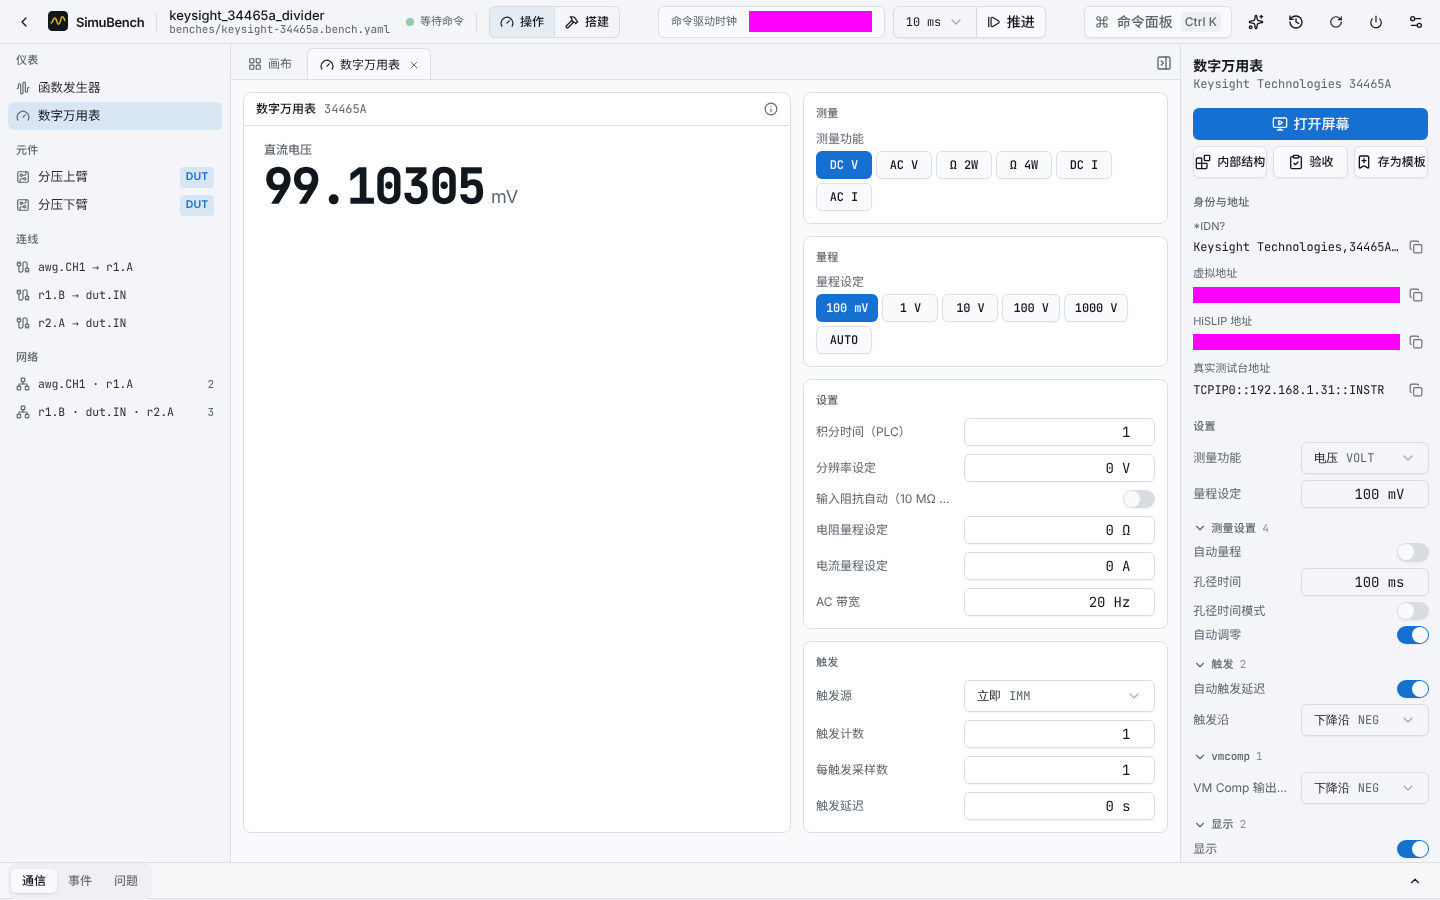 SimuBench
keysight_34465a_divider
benches/keysight-34465a.bench.yaml
等待命令
操作
搭建
命令驱动时钟
10 ms
推进
命令面板
Ctrl K
仪表
函数发生器
数字万用表
元件
分压上臂
DUT
分压下臂
DUT
连线
awg.CH1 → r1.A
r1.B → dut.IN
r2.A → dut.IN
网络
awg.CH1 · r1.A
2
r1.B · dut.IN · r2.A
3
画布
数字万用表
数字万用表 34465A
直流电压
99.10305 mV
测量
测量功能
DC V
AC V
Ω 2W
Ω 4W
DC I
AC I
量程
量程设定
100 mV
1 V
10 V
100 V
1000 V
AUTO
设置
积分时间（PLC）
1
分辨率设定
0 V
输入阻抗自动（10 MΩ ...
电阻量程设定
0 Ω
电流量程设定
0 A
AC 带宽
20 Hz
触发
触发源
立即 IMM
触发计数
1
每触发采样数
1
触发延迟
0 s
数字万用表
Keysight Technologies 34465A
打开屏幕
内部结构
验收
存为模板
身份与地址
*IDN?
Keysight Technologies,34465A…
虚拟地址
HiSLIP 地址
真实测试台地址
TCPIP0::192.168.1.31::INSTR
设置
测量功能
电压 VOLT
量程设定
100 mV
测量设置 4
自动量程
孔径时间
100 ms
孔径时间模式
自动调零
触发 2
自动触发延迟
触发沿
下降沿 NEG
vmcomp 1
VM Comp 输出...
下降沿 NEG
显示 2
显示
通信
事件
问题